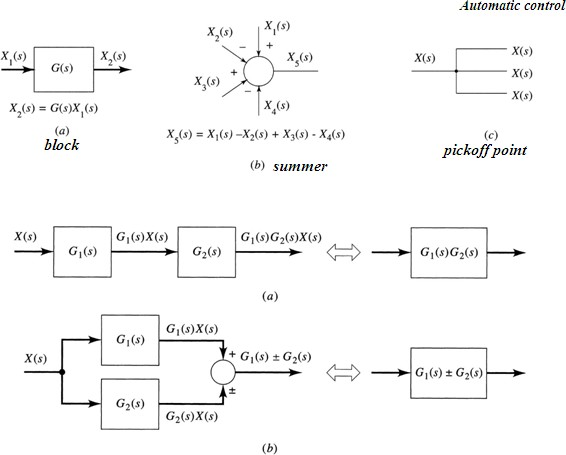 Automatic control
X₁(s)
G(s)
X₂(s)
X₂(s) = G(s)X₁(s)
(a)
block
X₂(s)
X₁(s)
−
+
+
X₅(s)
X₃(s)
−
X₄(s)
X₅(s) = X₁(s) −X₂(s) + X₃(s) - X₄(s)
(b) summer
X(s)
X(s)
X(s)
X(s)
(c)
pickoff point
X(s)
G₁(s)
G₁(s)X(s)
G₂(s)
G₁(s)G₂(s)X(s)
G₁(s)G₂(s)
(a)
X(s)
G₁(s)
G₁(s)X(s)
+
G₁(s) ± G₂(s)
±
G₂(s)
G₂(s)X(s)
G₁(s) ± G₂(s)
(b)